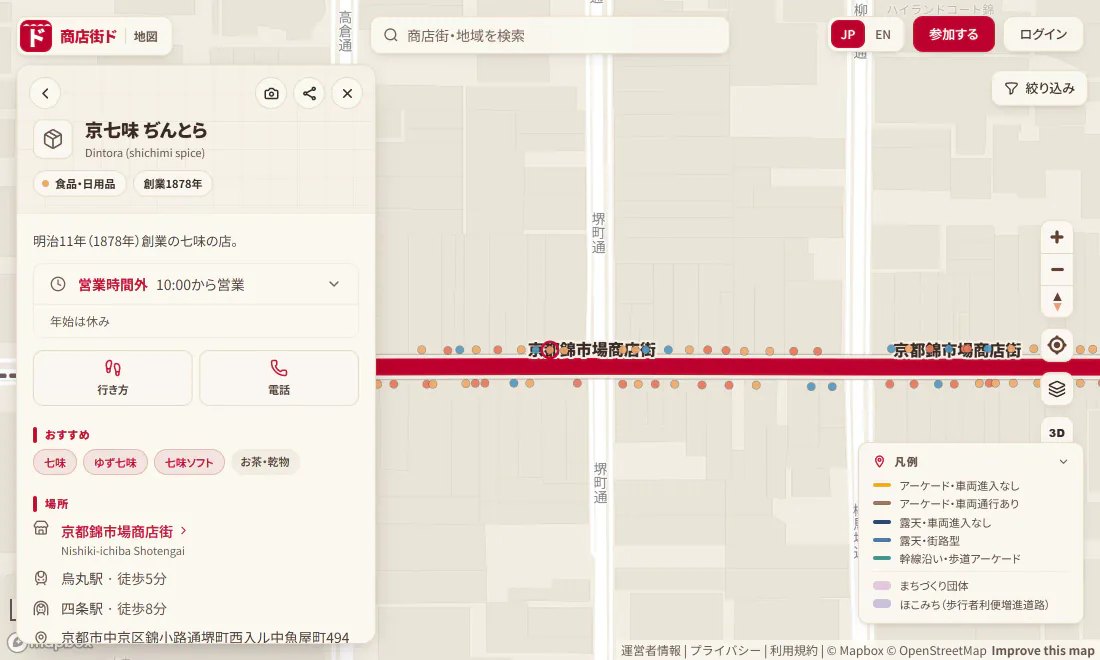 商店街ド
地図
商店街・地域を検索
JP
EN
参加する
ログイン
絞り込み
ハイランドコート錦
高倉通
京七味 ぢんとら
Dintora (shichimi spice)
食品・日用品
創業1878年
明治11年（1878年）創業の七味の店。
営業時間外 10:00から営業
年始は休み
行き方
電話
おすすめ
七味
ゆず七味
七味ソフト
お茶・乾物
場所
京都錦市場商店街
Nishiki-ichiba Shotengai
烏丸駅 · 徒歩5分
四条駅 · 徒歩8分
京都市中京区錦小路通堺町西入ル中魚屋町494
堺町通
京都錦市場商店街
京都錦市場商店街
堺町通
3D
凡例
アーケード・車両進入なし
アーケード・車両通行あり
露天・車両進入なし
露天・街路型
幹線沿い・歩道アーケード
まちづくり団体
ほこみち（歩行者利便増進道路）
mapbox
運営者情報 | プライバシー | 利用規約 | © Mapbox © OpenStreetMap Improve this map